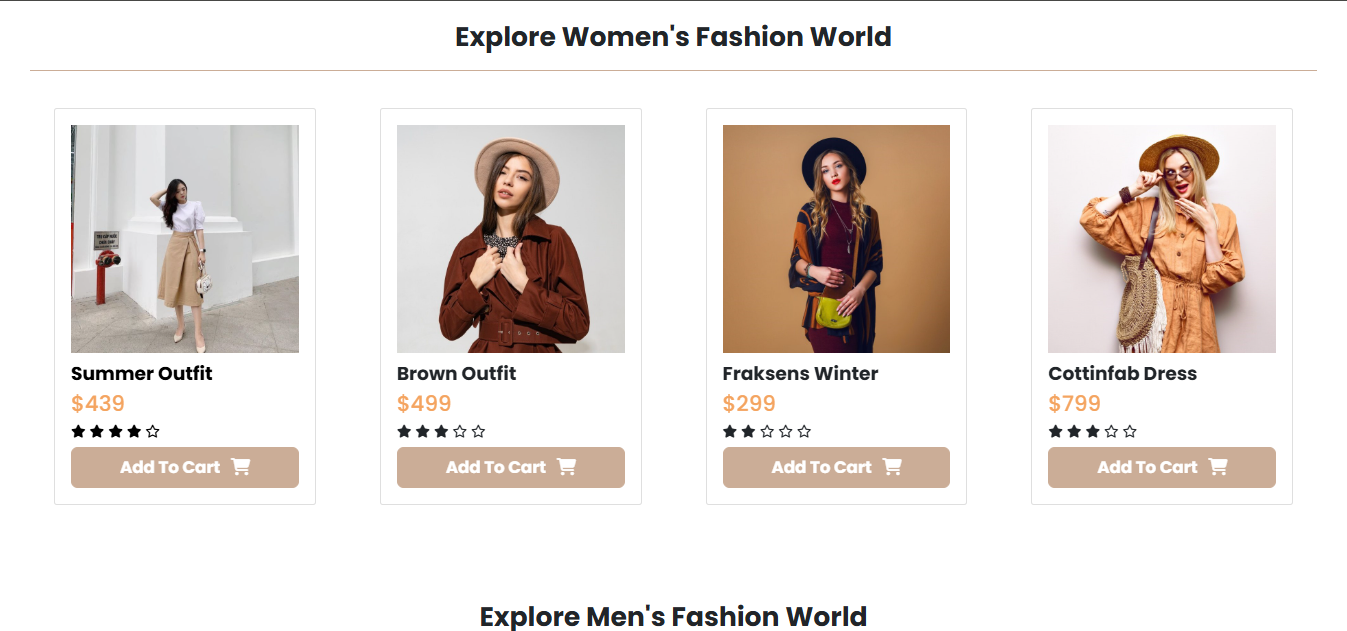 Explore Women's Fashion World
Summer Outfit
$439
Add To Cart
Brown Outfit
$499
Add To Cart
Fraksens Winter
$299
Add To Cart
Cottinfab Dress
$799
Add To Cart
Explore Men's Fashion World